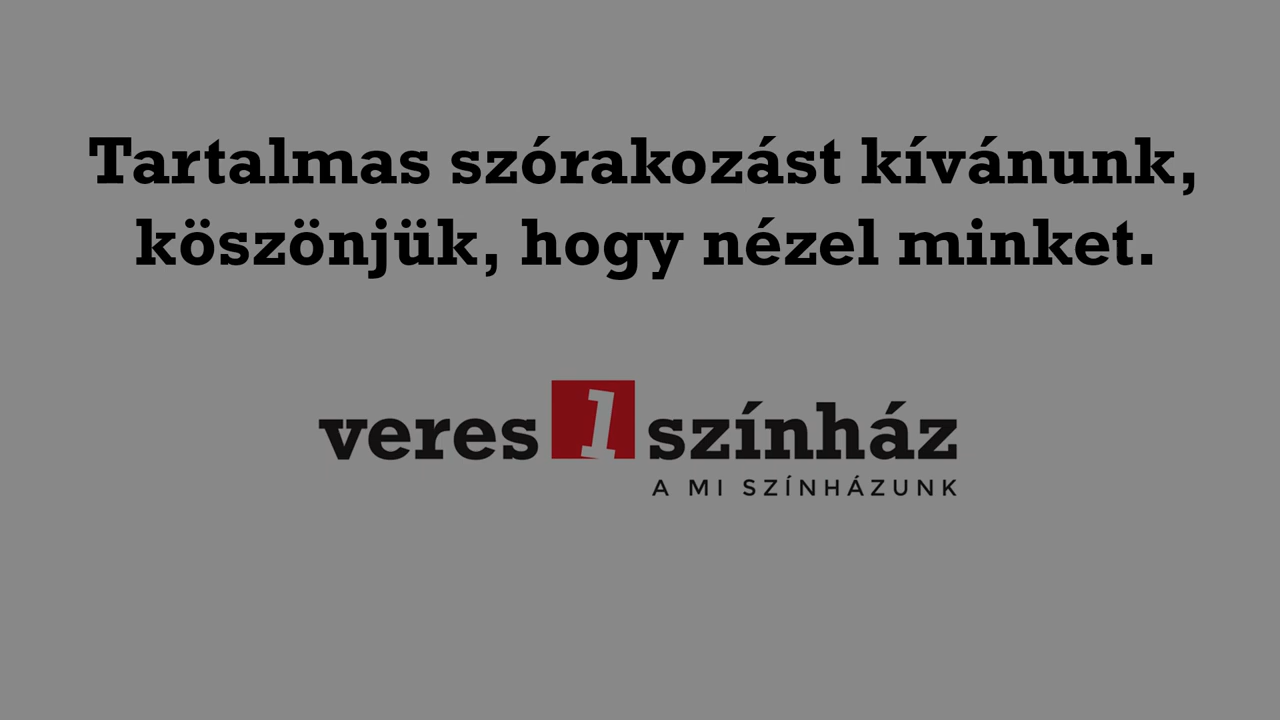 Tartalmas szórakozást kívánunk,
köszönjük, hogy nézel minket.
veres 1 színház
A MI SZÍNHÁZUNK